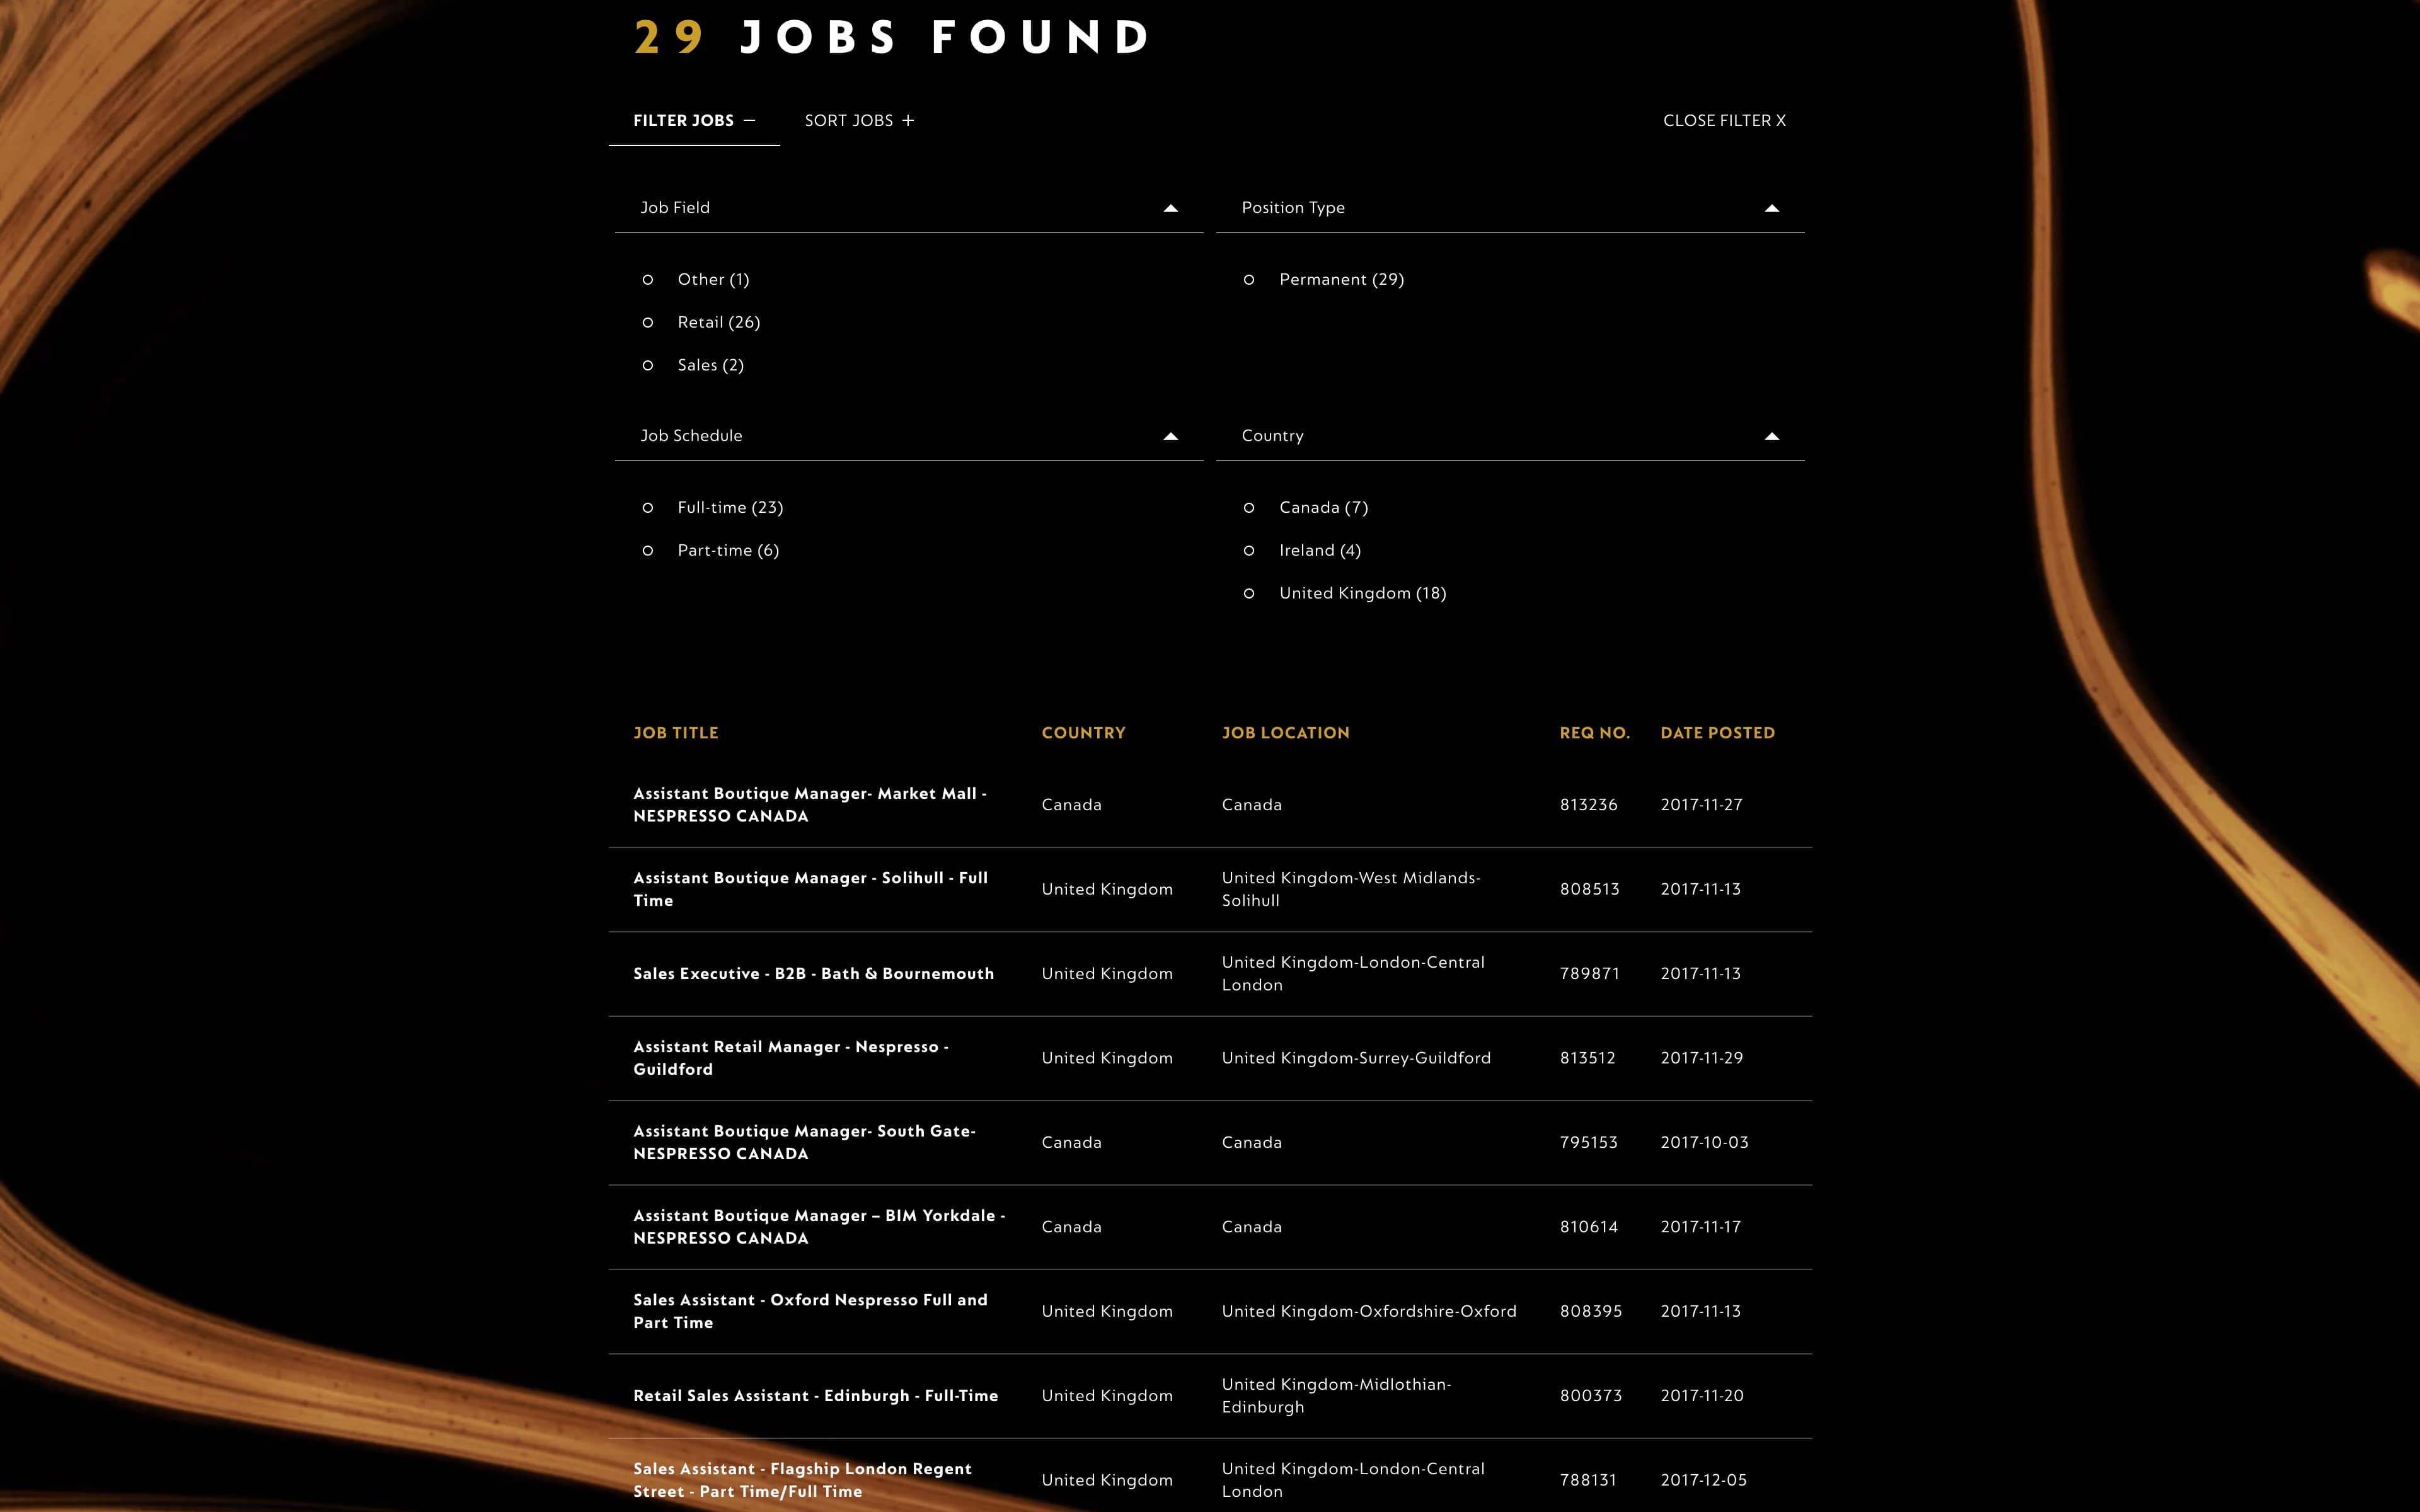 29 JOBS FOUND
FILTER JOBS − SORT JOBS + CLOSE FILTER X
Job Field
Position Type
Other (1)
Retail (26)
Sales (2)
Permanent (29)
Job Schedule
Country
Full-time (23)
Part-time (6)
Canada (7)
Ireland (4)
United Kingdom (18)
JOB TITLE COUNTRY JOB LOCATION REQ NO. DATE POSTED
Assistant Boutique Manager- Market Mall -
NESPRESSO CANADA
Canada
Canada
813236
2017-11-27
Assistant Boutique Manager - Solihull - Full
Time
United Kingdom
United Kingdom-West Midlands-
Solihull
808513
2017-11-13
Sales Executive - B2B - Bath & Bournemouth
United Kingdom
United Kingdom-London-Central
London
789871
2017-11-13
Assistant Retail Manager - Nespresso -
Guildford
United Kingdom
United Kingdom-Surrey-Guildford
813512
2017-11-29
Assistant Boutique Manager- South Gate-
NESPRESSO CANADA
Canada
Canada
795153
2017-10-03
Assistant Boutique Manager – BIM Yorkdale -
NESPRESSO CANADA
Canada
Canada
810614
2017-11-17
Sales Assistant - Oxford Nespresso Full and
Part Time
United Kingdom
United Kingdom-Oxfordshire-Oxford
808395
2017-11-13
Retail Sales Assistant - Edinburgh - Full-Time
United Kingdom
United Kingdom-Midlothian-
Edinburgh
800373
2017-11-20
Sales Assistant - Flagship London Regent
Street - Part Time/Full Time
United Kingdom
United Kingdom-London-Central
London
788131
2017-12-05